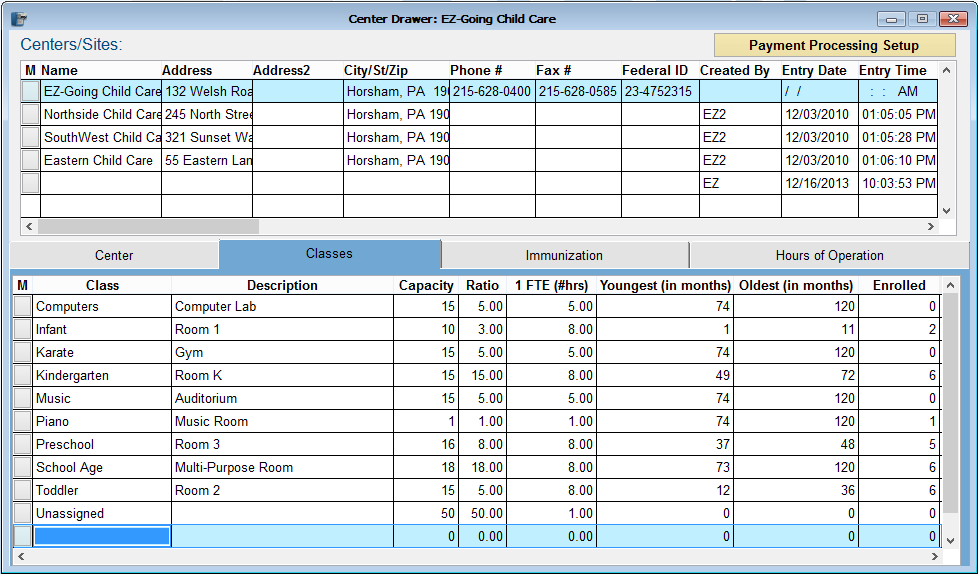 Center Drawer: EZ-Going Child Care
Centers/Sites:
Payment Processing Setup
M Name Address Address2 City/St/Zip Phone # Fax # Federal ID Created By Entry Date Entry Time
EZ-Going Child Care 132 Welsh Roa Horsham, PA 190 215-628-0400 215-628-0585 23-4752315 / / : : AM
Northside Child Care 245 North Stree Horsham, PA 190 EZ2 12/03/2010 01:05:05 PM
SouthWest Child Ca 321 Sunset Wa Horsham, PA 190 EZ2 12/03/2010 01:05:28 PM
Eastern Child Care 55 Eastern Lan Horsham, PA 190 EZ2 12/03/2010 01:06:10 PM
EZ 12/16/2013 10:03:53 PM
Center Classes Immunization Hours of Operation
M Class Description Capacity Ratio 1 FTE (#hrs) Youngest (in months) Oldest (in months) Enrolled
Computers Computer Lab 15 5.00 5.00 74 120 0
Infant Room 1 10 3.00 8.00 1 11 2
Karate Gym 15 5.00 5.00 74 120 0
Kindergarten Room K 15 15.00 8.00 49 72 6
Music Auditorium 15 5.00 5.00 74 120 0
Piano Music Room 1 1.00 1.00 74 120 1
Preschool Room 3 16 8.00 8.00 37 48 5
School Age Multi-Purpose Room 18 18.00 8.00 73 120 6
Toddler Room 2 15 5.00 8.00 12 36 6
Unassigned 50 50.00 1.00 0 0 0
0 0.00 0.00 0 0 0